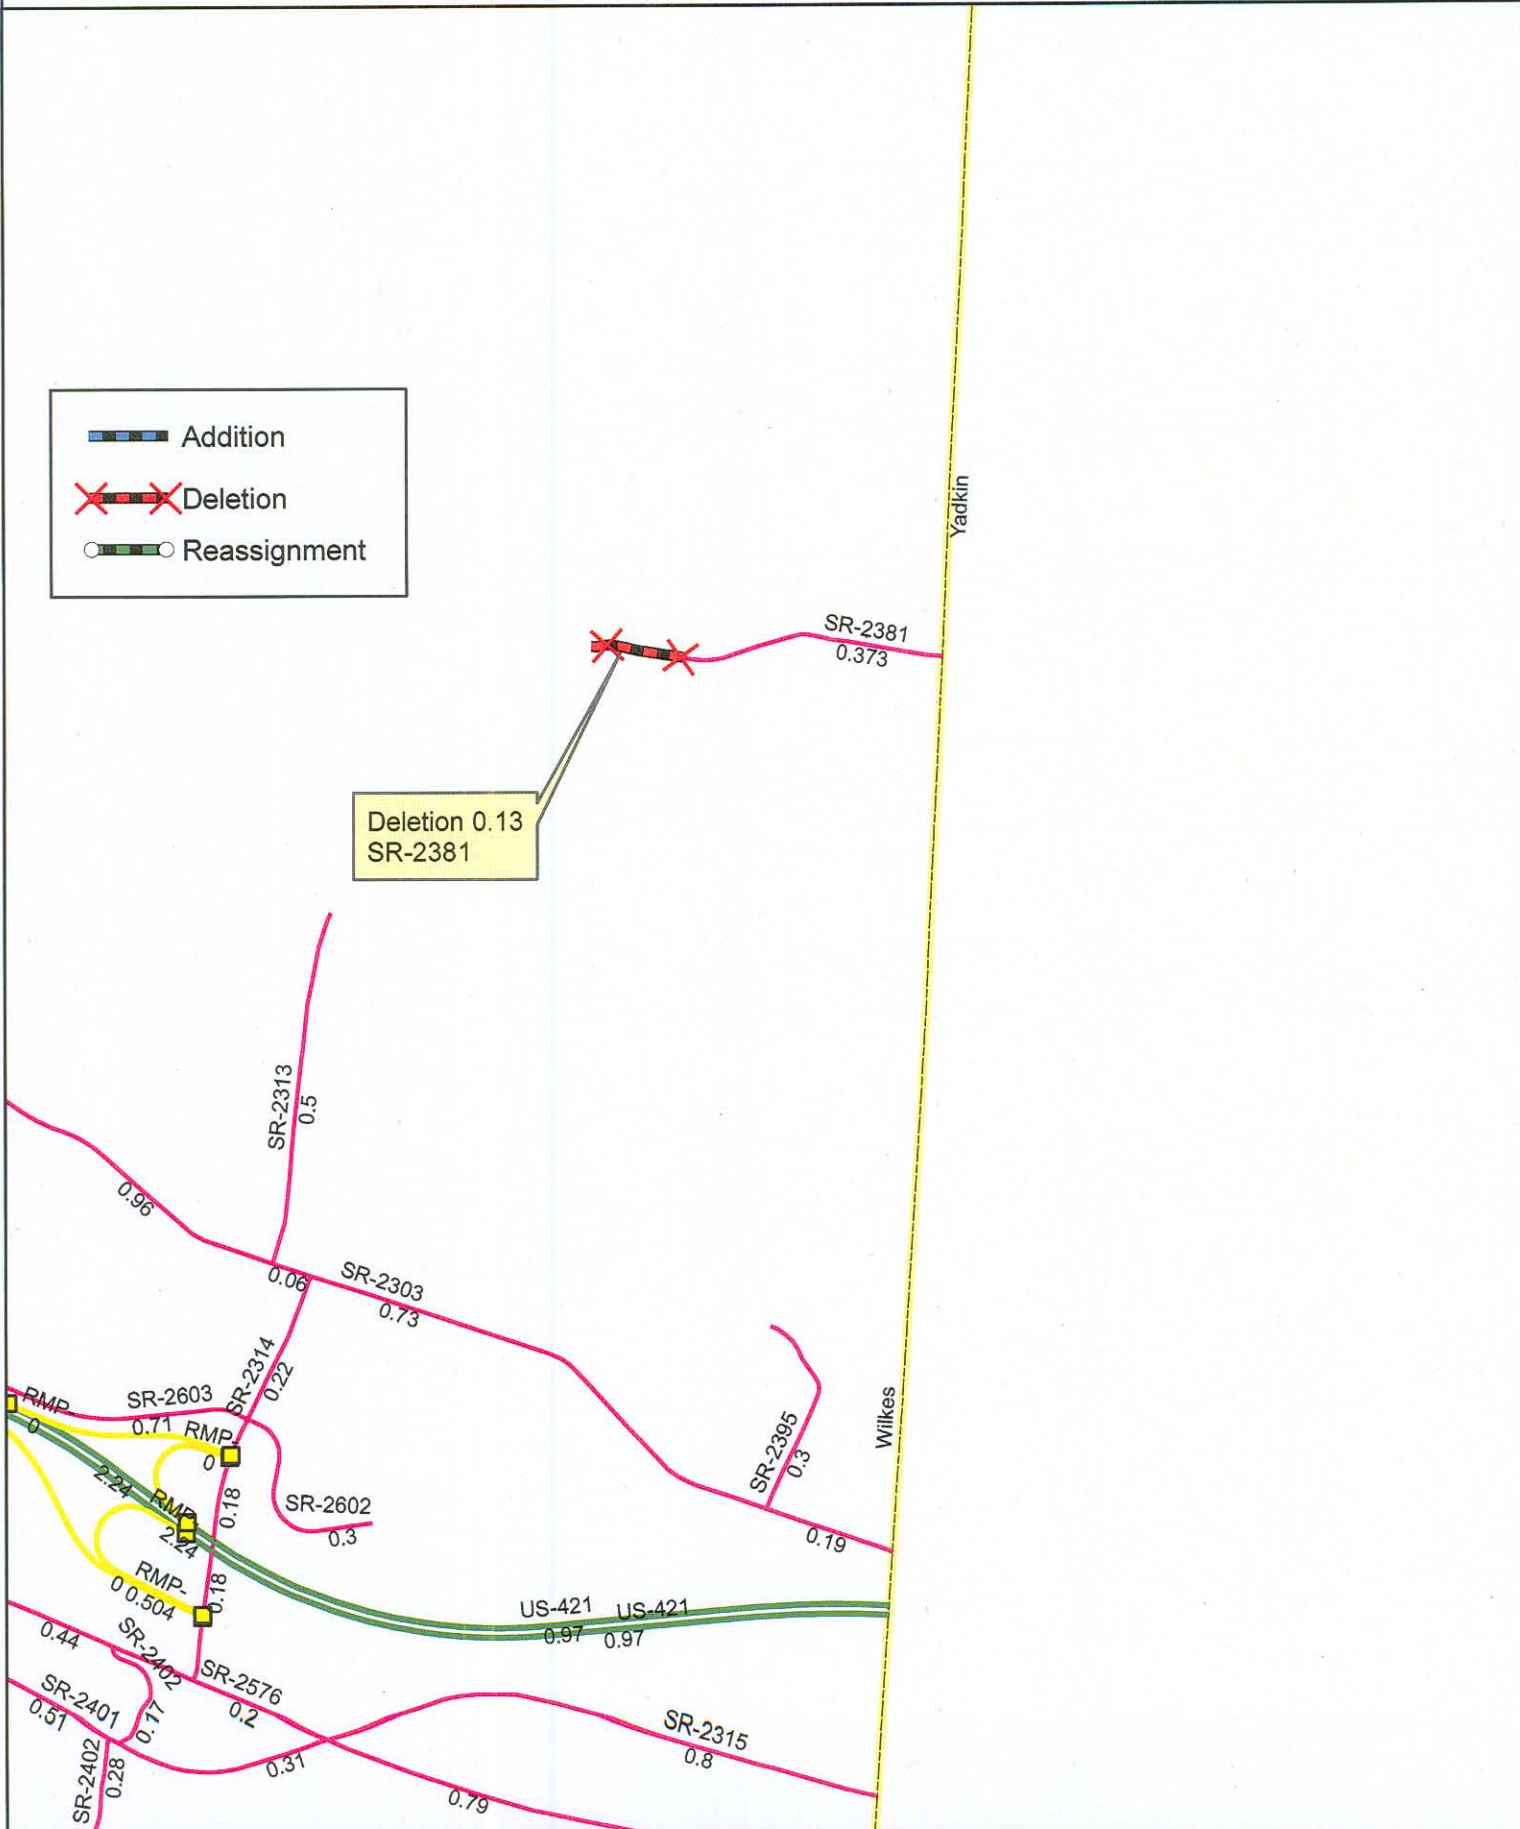 Addition
Deletion
Reassignment
Yadkin
SR-2381
0.373
Deletion 0.13
SR-2381
SR-2313
0.5
0.96
0.06
SR-2303
0.73
SR-2314
0.22
RMP-
0
SR-2603
0.71
RMP-
0
Wilkes
SR-2395
0.3
2.24
RMP-
2.24
0.18
SR-2602
0.3
0.19
RMP-
0 0.504
0.18
US-421
0.97
US-421
0.97
0.44
SR-2402
SR-2576
0.2
SR-2401
0.51
0.17
SR-2315
0.8
0.31
SR-2402
0.28
0.79